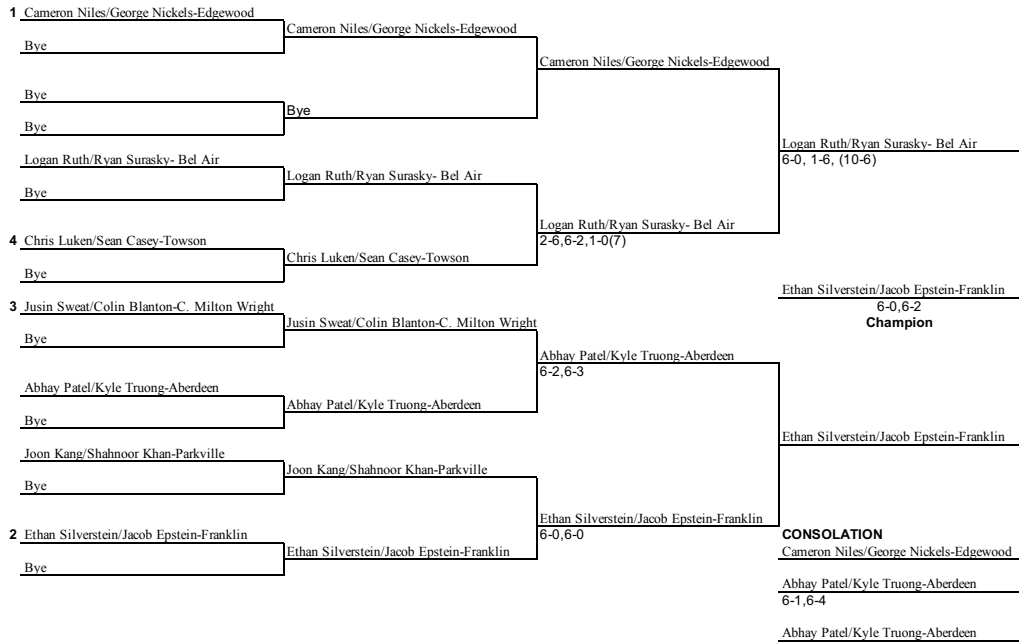 1 Cameron Niles/George Nickels-Edgewood
Bye
Bye
Bye
Logan Ruth/Ryan Surasky- Bel Air
Bye
4 Chris Luken/Sean Casey-Towson
Bye
3 Jusin Sweat/Colin Blanton-C. Milton Wright
Bye
Abhay Patel/Kyle Truong-Aberdeen
Bye
Joon Kang/Shahnoor Khan-Parkville
Bye
2 Ethan Silverstein/Jacob Epstein-Franklin
Bye
Cameron Niles/George Nickels-Edgewood
Bye
Logan Ruth/Ryan Surasky- Bel Air
Chris Luken/Sean Casey-Towson
Jusin Sweat/Colin Blanton-C. Milton Wright
Abhay Patel/Kyle Truong-Aberdeen
Joon Kang/Shahnoor Khan-Parkville
Ethan Silverstein/Jacob Epstein-Franklin
Cameron Niles/George Nickels-Edgewood
Logan Ruth/Ryan Surasky- Bel Air
2-6,6-2,1-0(7)
Abhay Patel/Kyle Truong-Aberdeen
6-2,6-3
Ethan Silverstein/Jacob Epstein-Franklin
6-0,6-0
Logan Ruth/Ryan Surasky- Bel Air
6-0, 1-6, (10-6)
Ethan Silverstein/Jacob Epstein-Franklin
6-0,6-2
Champion
Ethan Silverstein/Jacob Epstein-Franklin
CONSOLATION
Cameron Niles/George Nickels-Edgewood
Abhay Patel/Kyle Truong-Aberdeen
6-1,6-4
Abhay Patel/Kyle Truong-Aberdeen